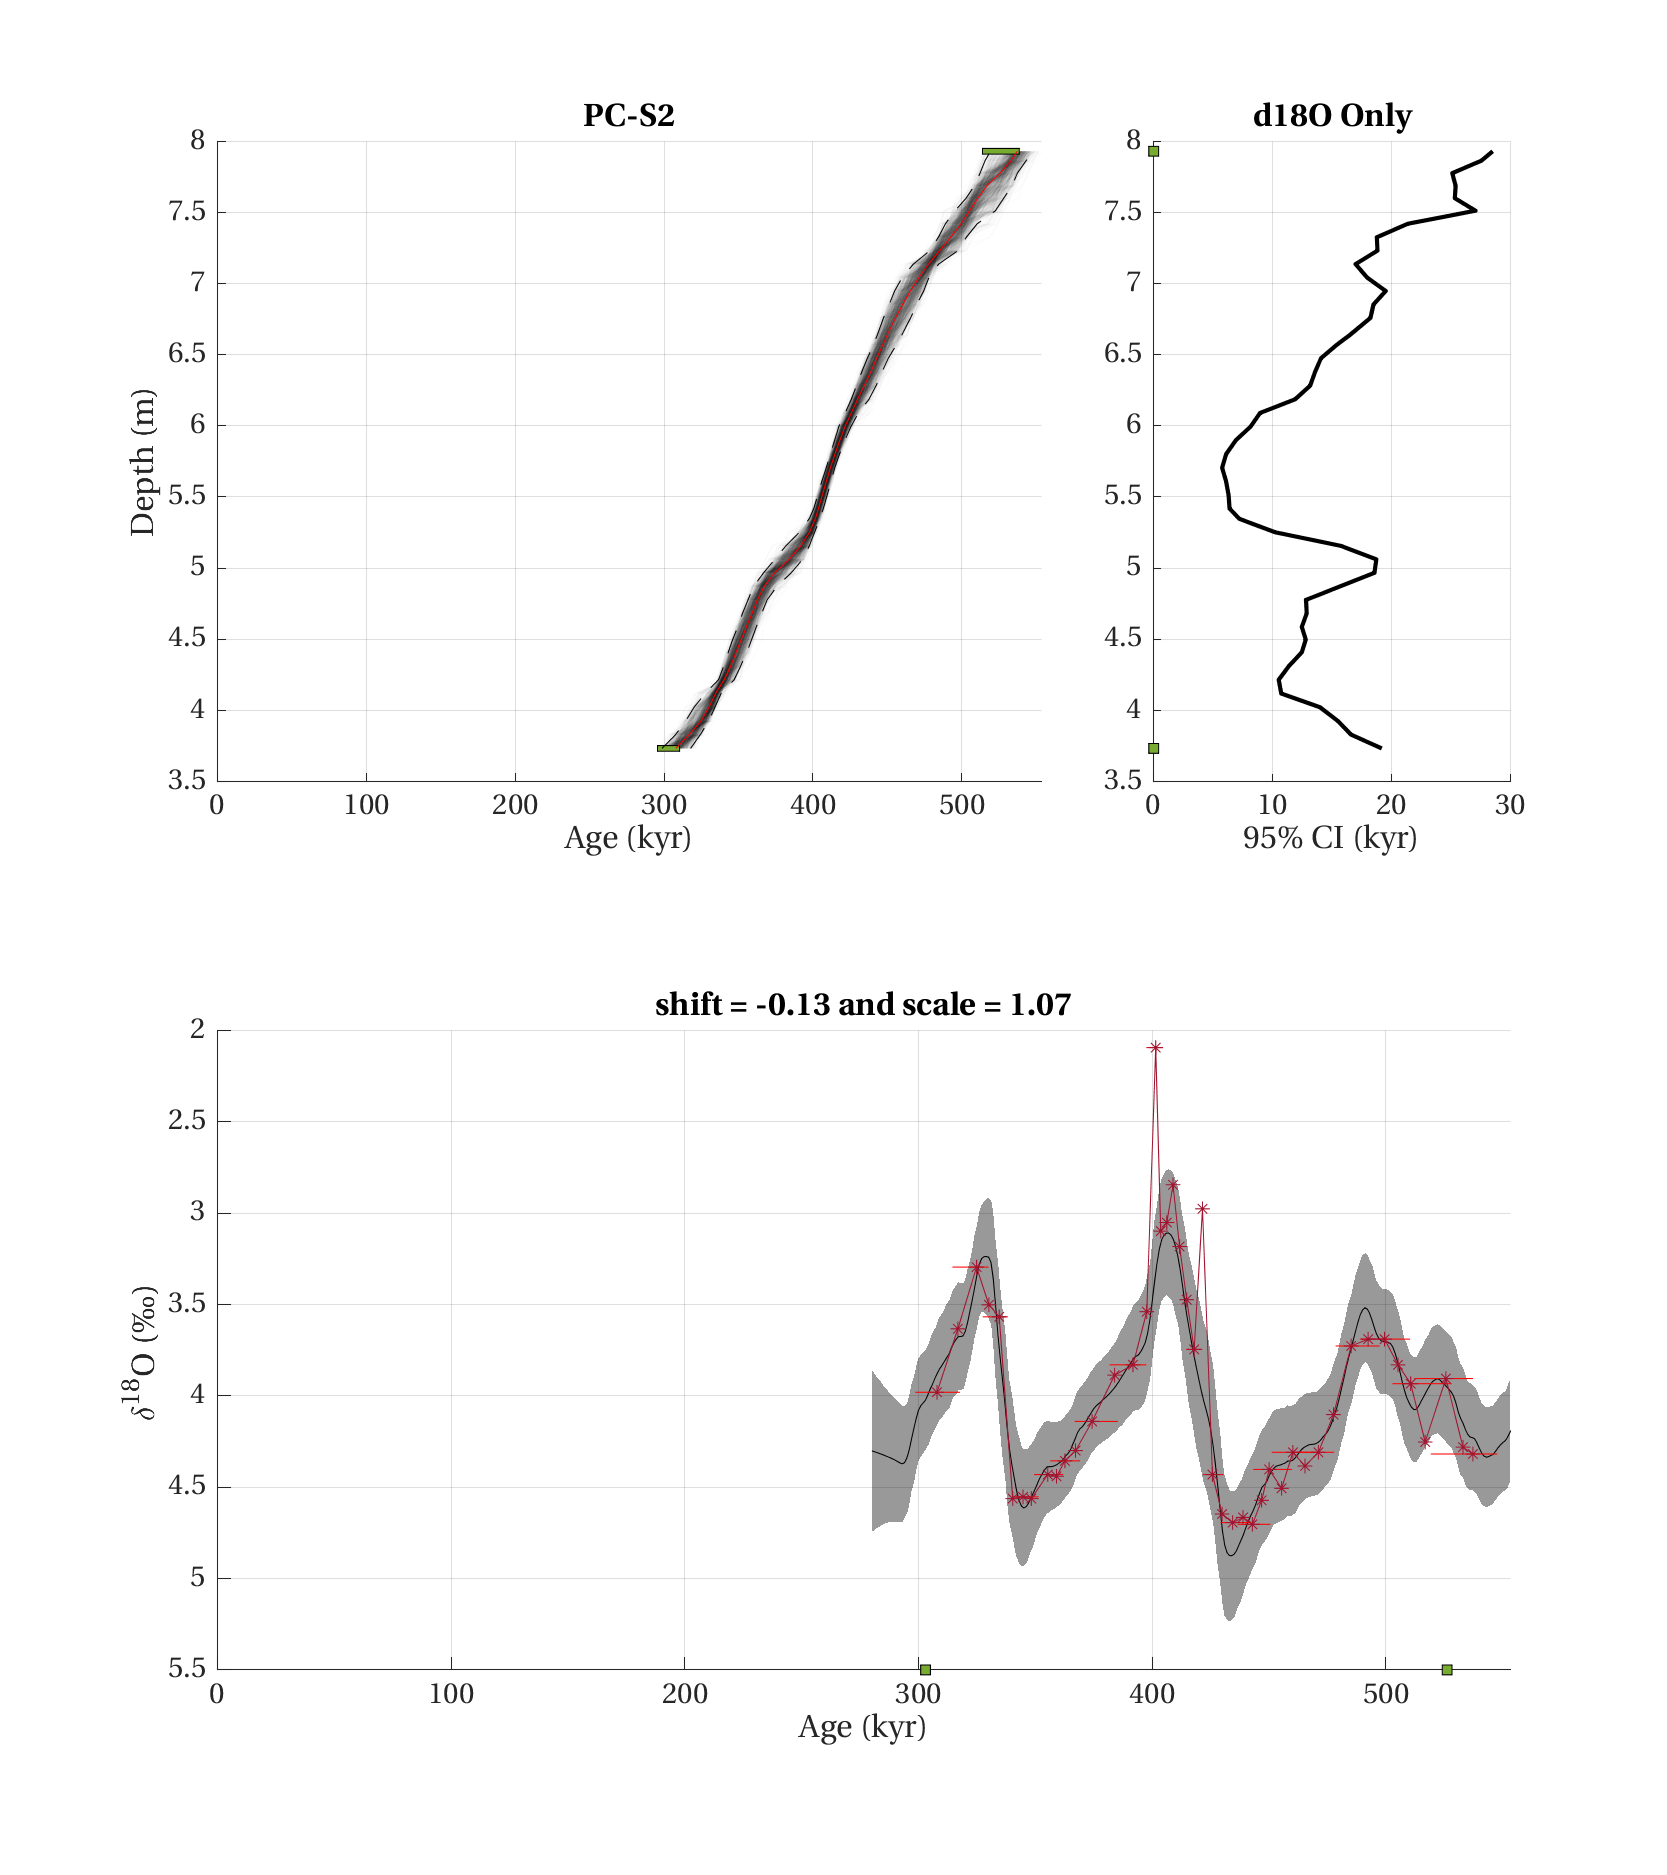 PC-S2
8
7.5
7
6.5
6
5.5
5
4.5
4
3.5
Depth (m)
0 100 200 300 400 500
Age (kyr)
d18O Only
8
7.5
7
6.5
6
5.5
5
4.5
4
3.5
0 10 20 30
95% CI (kyr)
shift = -0.13 and scale = 1.07
2
2.5
3
3.5
4
4.5
5
5.5
δ¹⁸O (‰)
0 100 200 300 400 500
Age (kyr)